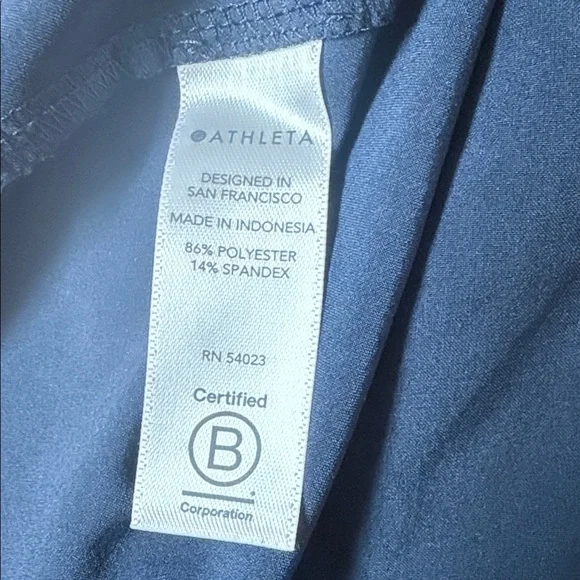 ATHLETA
DESIGNED IN
SAN FRANCISCO
MADE IN INDONESIA
86% POLYESTER
14% SPANDEX
RN 54023
Certified
B
Corporation